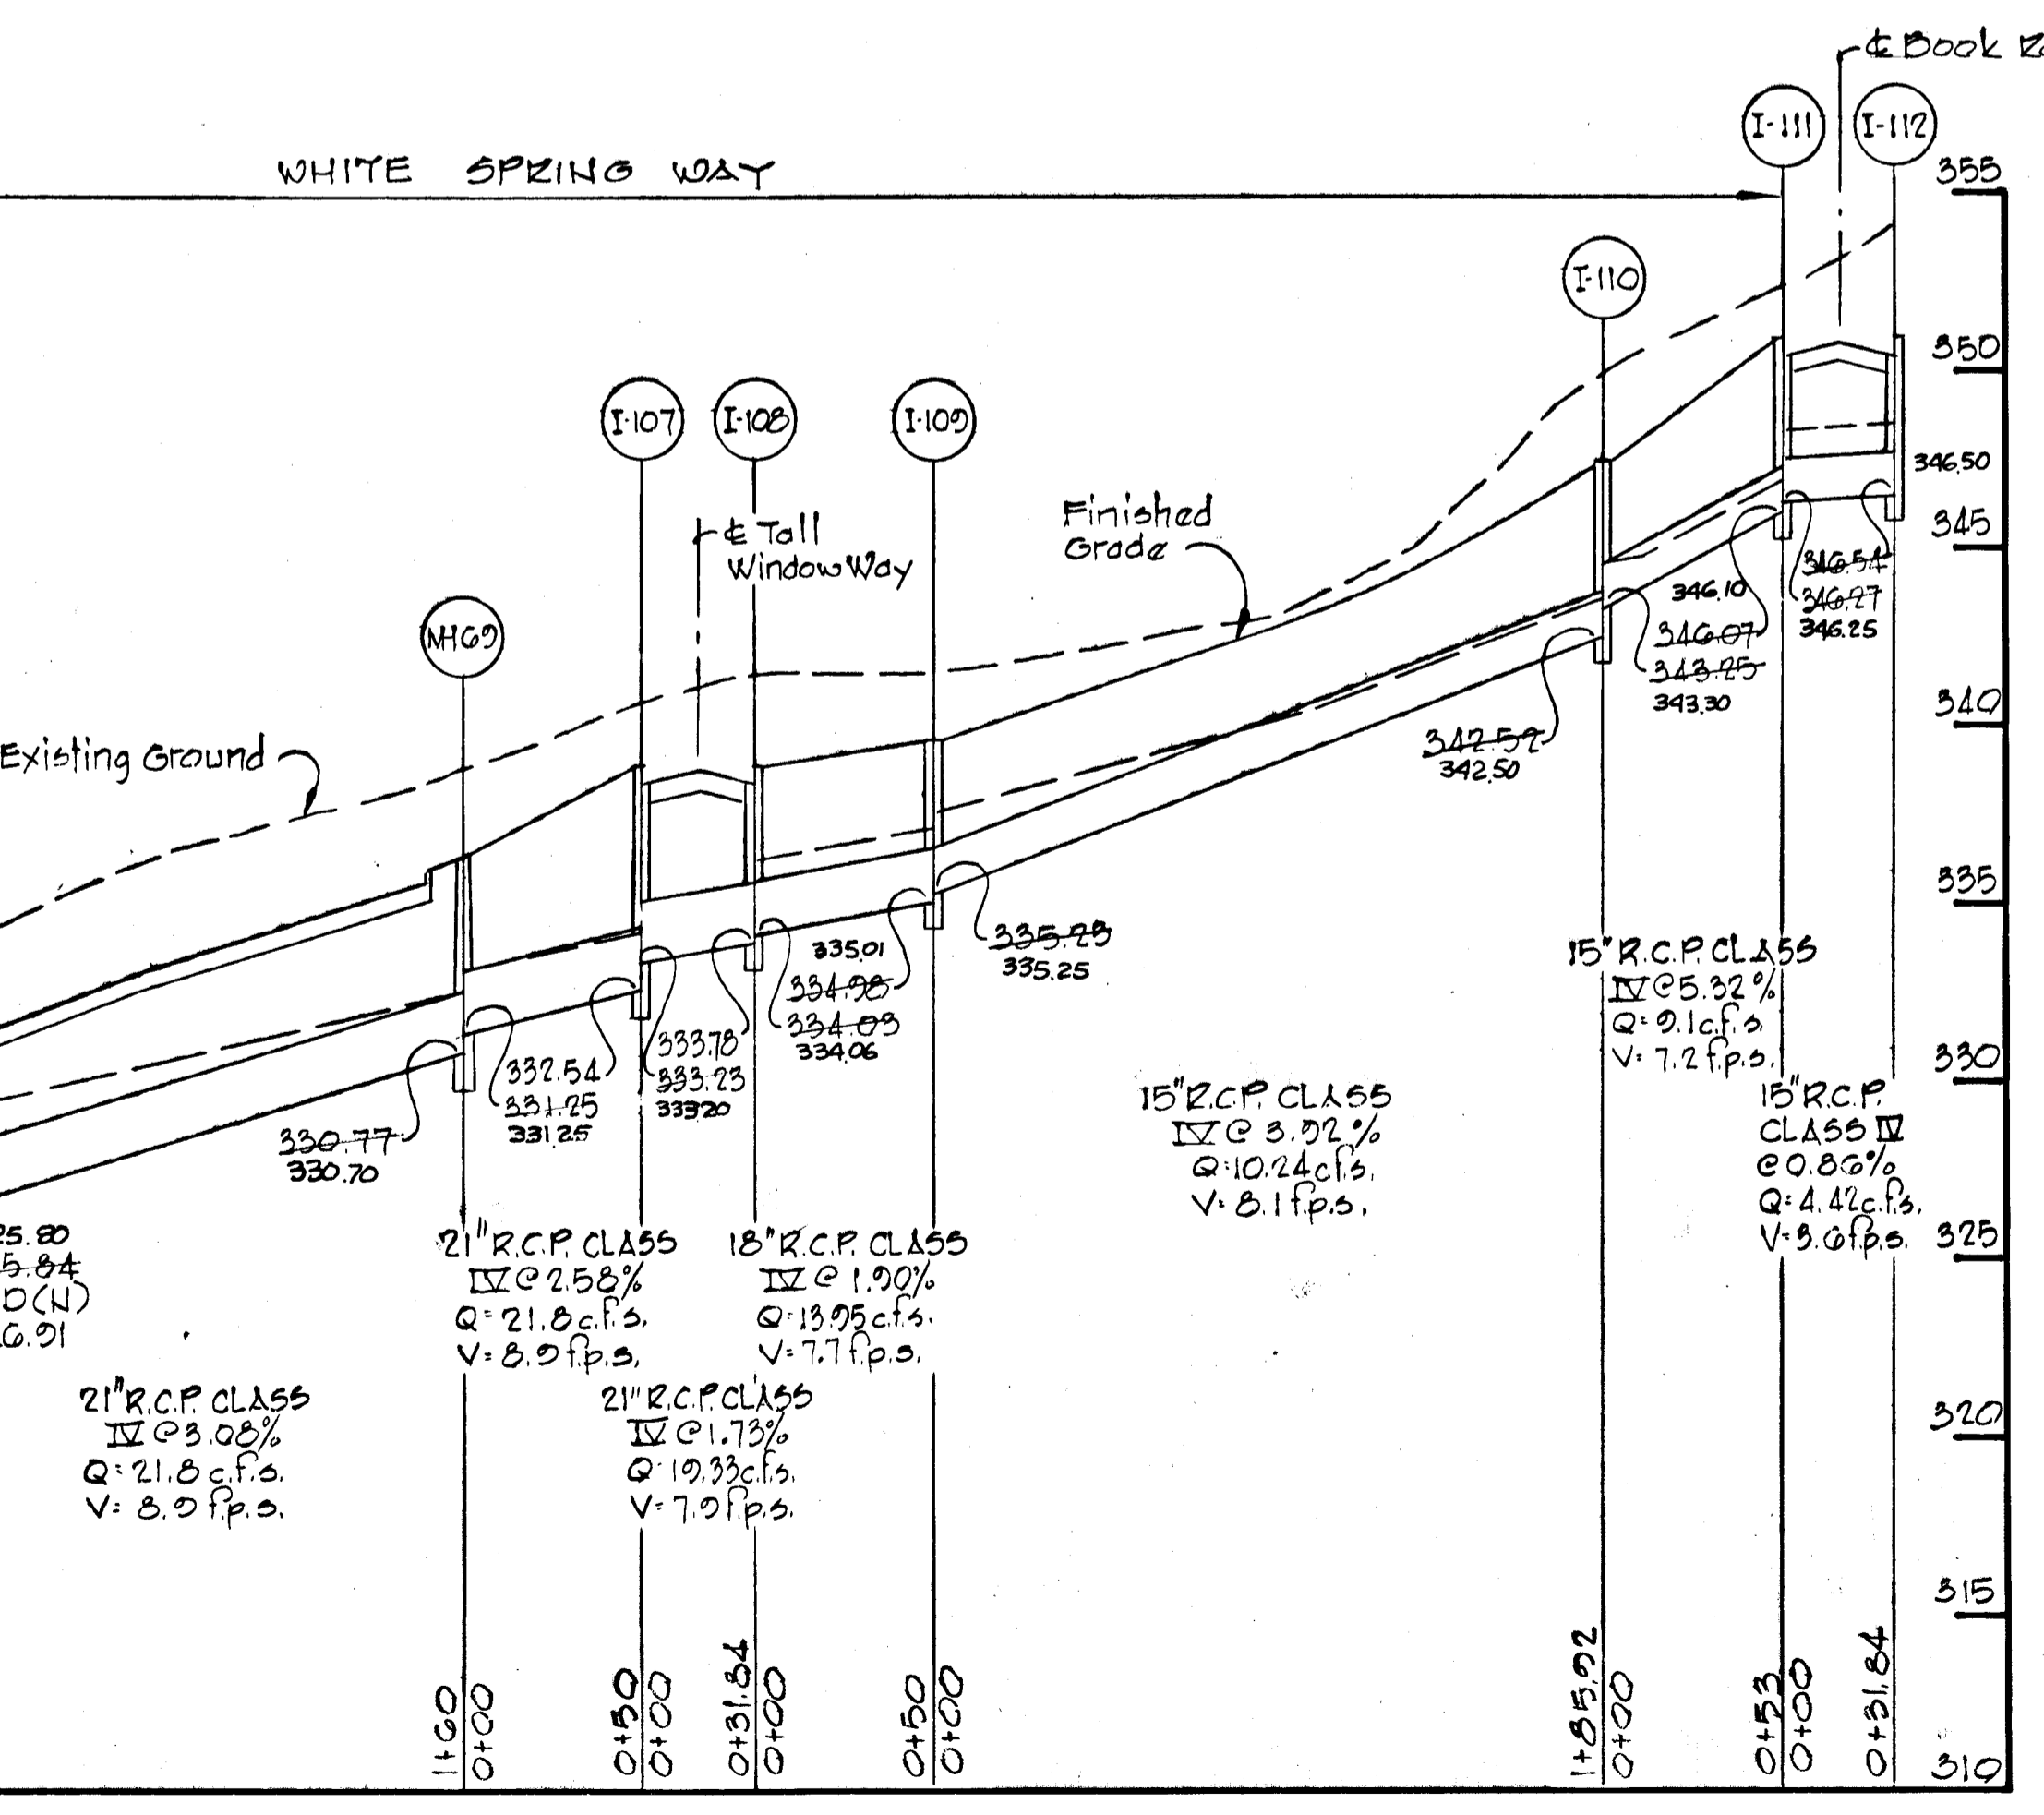 ℄ Book
I-111
I-112
WHITE SPRING WAY
355
I-110
350
I-107
I-108
I-109
346.50
Finished
Grade
℄ Tall
Window Way
345
346.54
346.10
346.27
346.07
346.25
343.25
343.30
MH69
340
342.52
342.50
Existing Ground
335
335.01
335.23
335.25
334.98
334.03
334.06
15" R.C.P. CLASS
IV @ 5.32%
Q= 9.1 c.f.s.
V= 7.2 f.p.s.
333.78
332.54
333.23
331.25
333.20
331.25
330
330.77
330.70
15" R.C.P. CLASS
IV @ 3.92%
Q= 10.24 c.f.s.
V= 8.1 f.p.s.
15" R.C.P.
CLASS IV
@ 0.86%
Q= 4.42 c.f.s.
V= 3.6 f.p.s.
325
25.80
5.84
D (N)
6.91
21" R.C.P. CLASS
IV @ 2.58%
Q= 21.8 c.f.s.
V= 8.9 f.p.s.
18" R.C.P. CLASS
IV @ 1.90%
Q= 13.95 c.f.s.
V= 7.7 f.p.s.
21" R.C.P. CLASS
IV @ 3.08%
Q= 21.8 c.f.s.
V= 8.9 f.p.s.
21" R.C.P. CLASS
IV @ 1.73%
Q= 19.33 c.f.s.
V= 7.9 f.p.s.
320
315
1+60
0+00
0+50
0+00
0+31.84
0+00
0+50
0+00
1+85.92
0+00
0+53
0+00
0+31.84
310